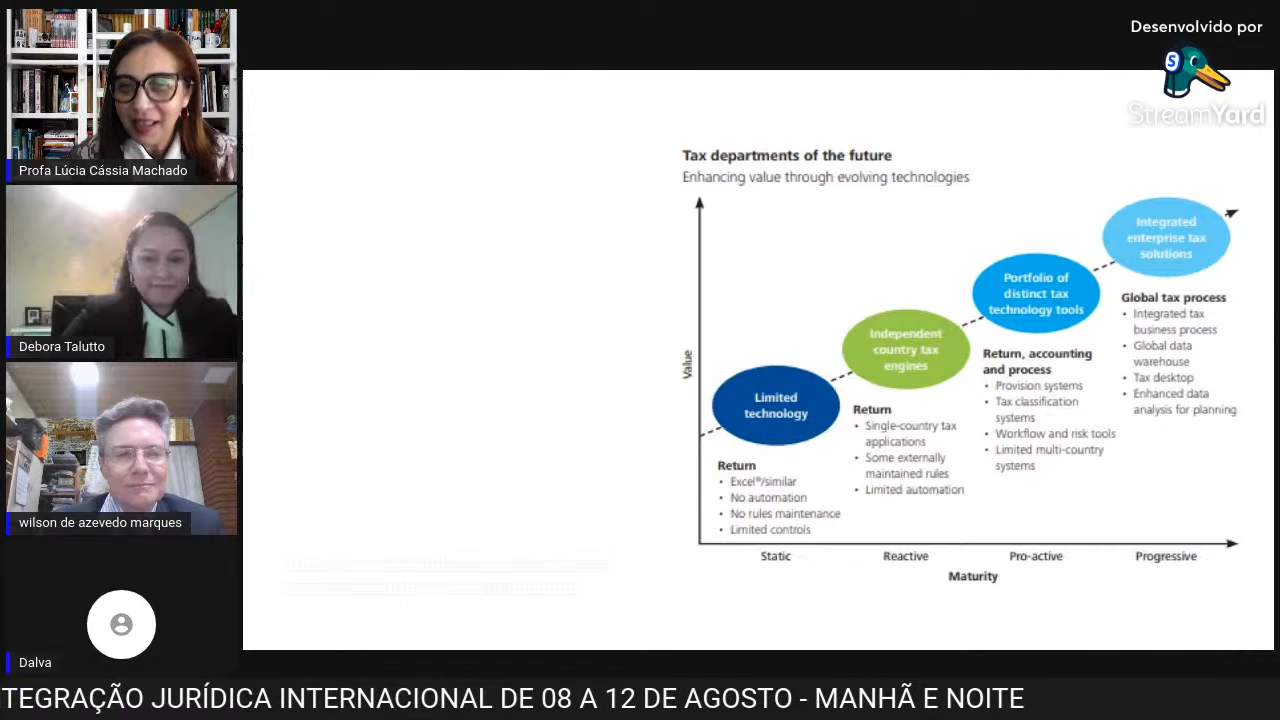 Desenvolvido por
StreamYard
Profa Lúcia Cássia Machado
Debora Talutto
wilson de azevedo marques
Dalva
Tax departments of the future
Enhancing value through evolving technologies
Value
Limited
technology
Return
• Excel®/similar
• No automation
• No rules maintenance
• Limited controls
Independent
country tax
engines
Return
• Single-country tax
applications
• Some externally
maintained rules
• Limited automation
Portfolio of
distinct tax
technology tools
Return, accounting
and process
• Provision systems
• Tax classification
systems
• Workflow and risk tools
• Limited multi-country
systems
Integrated
enterprise tax
solutions
Global tax process
• Integrated tax
business process
• Global data
warehouse
• Tax desktop
• Enhanced data
analysis for planning
Static Reactive Pro-active Progressive
Maturity
TEGRAÇÃO JURÍDICA INTERNACIONAL DE 08 A 12 DE AGOSTO - MANHÃ E NOITE